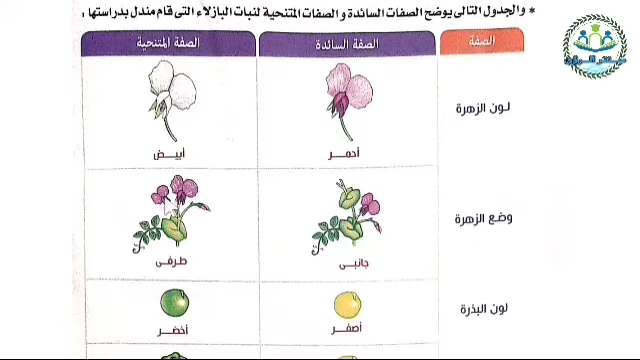 * والجدول التالى يوضح الصفات السائدة والصفات المتنحية لنبات البازلاء التى قام مندل بدراستها :
الصفة الصفة السائدة الصفة المتنحية
لون الزهرة
أحمر أبيض
وضع الزهرة
جانبى طرفى
لون البذرة
أصفر أخضر